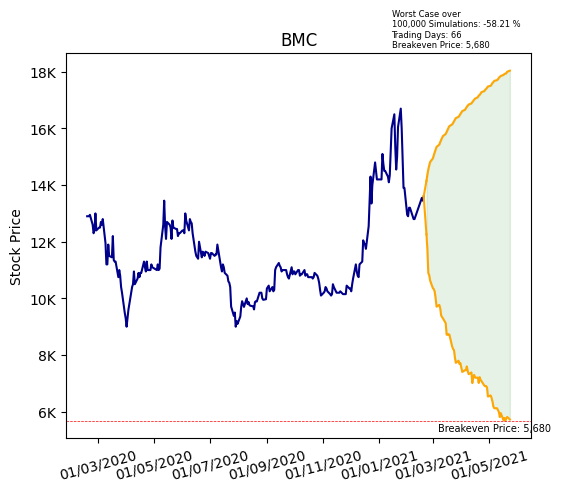 Worst Case over
100,000 Simulations: -58.21 %
Trading Days: 66
Breakeven Price: 5,680
BMC
Stock Price
18K
16K
14K
12K
10K
8K
6K
Breakeven Price: 5,680
01/03/2020 01/05/2020 01/07/2020 01/09/2020 01/11/2020 01/01/2021 01/03/2021 01/05/2021